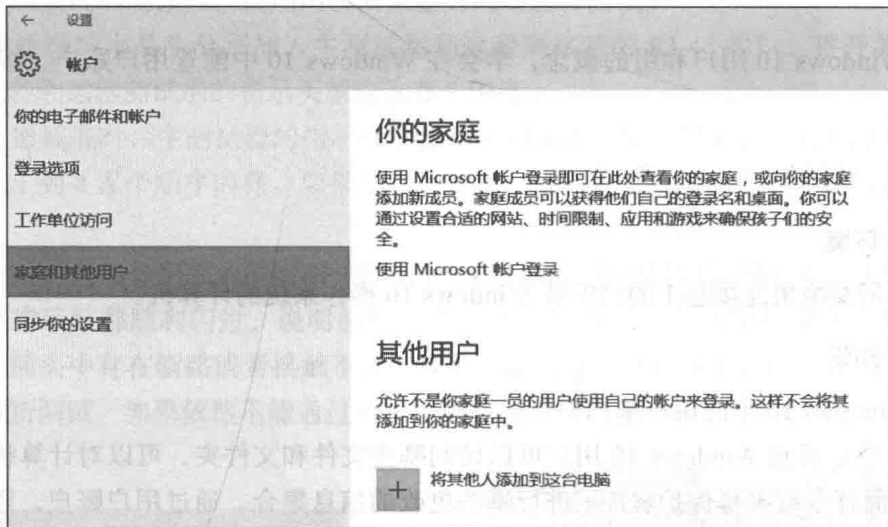 ← 设置
帐户
你的电子邮件和帐户
登录选项
工作单位访问
家庭和其他用户
同步你的设置
你的家庭
使用 Microsoft 帐户登录即可在此处查看你的家庭，或向你的家庭
添加新成员。家庭成员可以获得他们自己的登录名和桌面。你可以
通过设置合适的网站、时间限制、应用和游戏来确保孩子们的安
全。
使用 Microsoft 帐户登录
其他用户
允许不是你家庭一员的用户使用自己的帐户来登录。这样不会将其
添加到你的家庭中。
+ 将其他人添加到这台电脑